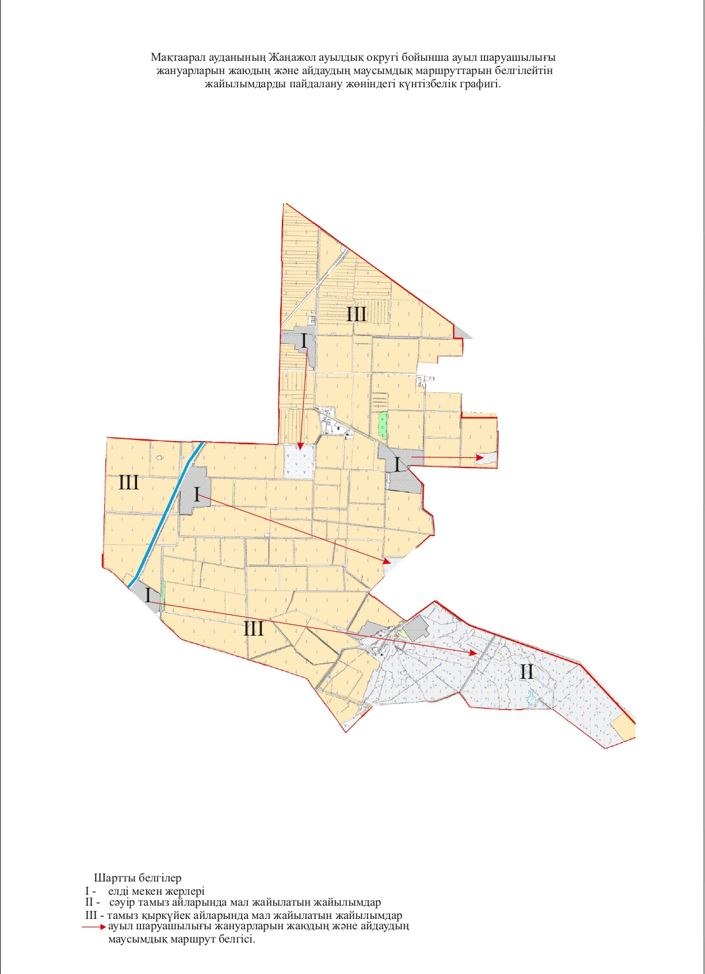 Мақтаарал ауданының Жаңажол ауылдық округі бойынша ауыл шаруашылығы
жануарларын жаюдың және айдаудың маусымдық маршруттарын белгілейтін
жайылымдарды пайдалану жөніндегі күнтізбелік графигі.
III
I
I
III
I
I
III
II
Шартты белгілер
I - елді мекен жерлері
II - сәуір тамыз айларында мал жайылатын жайылымдар
III - тамыз қыркүйек айларында мал жайылатын жайылымдар
ауыл шаруашылығы жануарларын жаюдың және айдаудың
маусымдық маршрут белгісі.